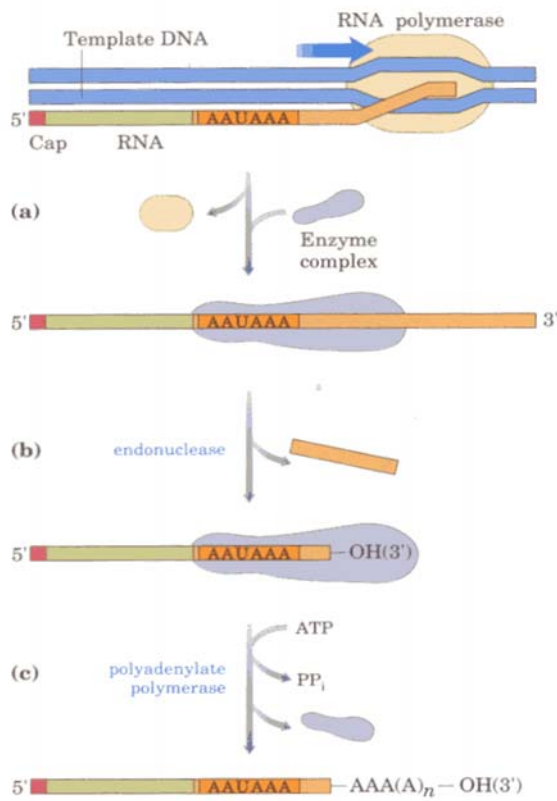 RNA polymerase
Template DNA
AAUAAA
5'
Cap
RNA
(a)
Enzyme
complex
5'
AAUAAA
3'
(b)
endonuclease
5'
AAUAAA
OH(3')
(c)
ATP
polyadenylate
polymerase
PPi
5'
AAUAAA
AAA(A)n—OH(3')